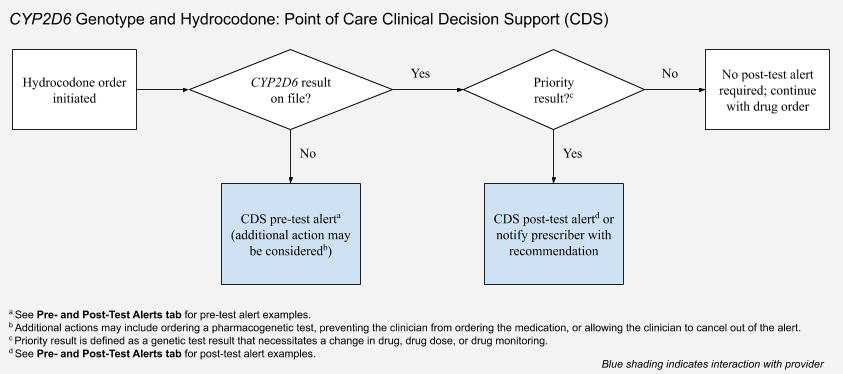 CYP2D6 Genotype and Hydrocodone: Point of Care Clinical Decision Support (CDS)
Hydrocodone order
initiated
CYP2D6 result
on file?
Yes
Priority
result?ᶜ
No
No post-test alert
required; continue
with drug order
No
Yes
CDS pre-test alertᵃ
(additional action may
be consideredᵇ)
CDS post-test alertᵈ or
notify prescriber with
recommendation
ᵃ See Pre- and Post-Test Alerts tab for pre-test alert examples.
ᵇ Additional actions may include ordering a pharmacogenetic test, preventing the clinician from ordering the medication, or allowing the clinician to cancel out of the alert.
ᶜ Priority result is defined as a genetic test result that necessitates a change in drug, drug dose, or drug monitoring.
ᵈ See Pre- and Post-Test Alerts tab for post-test alert examples.
Blue shading indicates interaction with provider